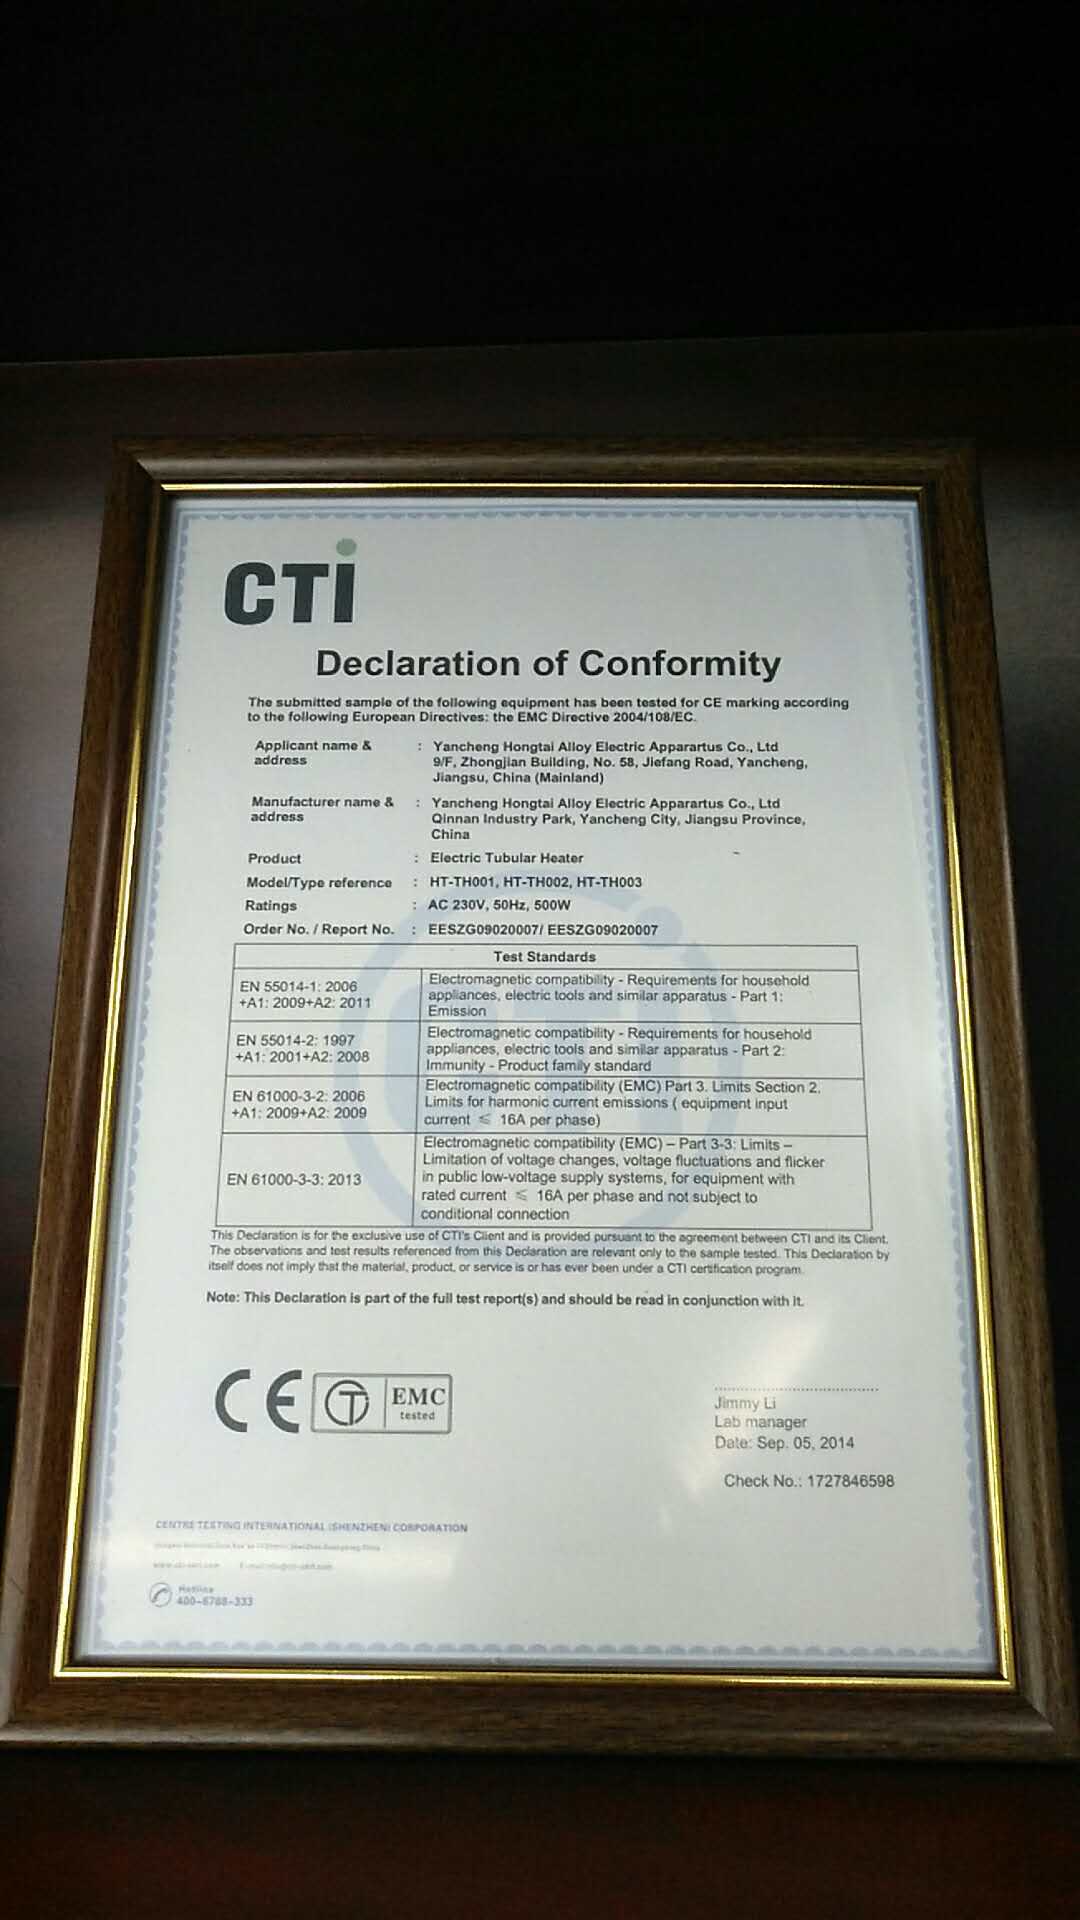 CTI
Declaration of Conformity
The submitted sample of the following equipment has been tested for CE marking according
to the following European Directives: the EMC Directive 2004/108/EC.
Applicant name & address : Yancheng Hongtai Alloy Electric Apparartus Co., Ltd
9/F, Zhongjian Building, No. 58, Jiefang Road, Yancheng,
Jiangsu, China (Mainland)
Manufacturer name & address : Yancheng Hongtai Alloy Electric Apparartus Co., Ltd
Qinnan Industry Park, Yancheng City, Jiangsu Province,
China
Product : Electric Tubular Heater
Model/Type reference : HT-TH001, HT-TH002, HT-TH003
Ratings : AC 230V, 50Hz, 500W
Order No. / Report No. : EESZG09020007/ EESZG09020007
Test Standards
EN 55014-1: 2006
+A1: 2009+A2: 2011
Electromagnetic compatibility - Requirements for household
appliances, electric tools and similar apparatus - Part 1:
Emission
EN 55014-2: 1997
+A1: 2001+A2: 2008
Electromagnetic compatibility - Requirements for household
appliances, electric tools and similar apparatus - Part 2:
Immunity - Product family standard
EN 61000-3-2: 2006
+A1: 2009+A2: 2009
Electromagnetic compatibility (EMC) Part 3. Limits Section 2.
Limits for harmonic current emissions ( equipment input
current ≤ 16A per phase)
EN 61000-3-3: 2013
Electromagnetic compatibility (EMC) – Part 3-3: Limits –
Limitation of voltage changes, voltage fluctuations and flicker
in public low-voltage supply systems, for equipment with
rated current ≤ 16A per phase and not subject to
conditional connection
This Declaration is for the exclusive use of CTI's Client and is provided pursuant to the agreement between CTI and its Client.
The observations and test results referenced from this Declaration are relevant only to the sample tested. This Declaration by
itself does not imply that the material, product, or service is or has ever been under a CTI certification program.
Note: This Declaration is part of the full test report(s) and should be read in conjunction with it.
CE
EMC
tested
Jimmy Li
Lab manager
Date: Sep. 05, 2014
Check No.: 1727846598
CENTRE TESTING INTERNATIONAL (SHENZHEN) CORPORATION
www.cti-cert.com
Hotline
400-6788-333